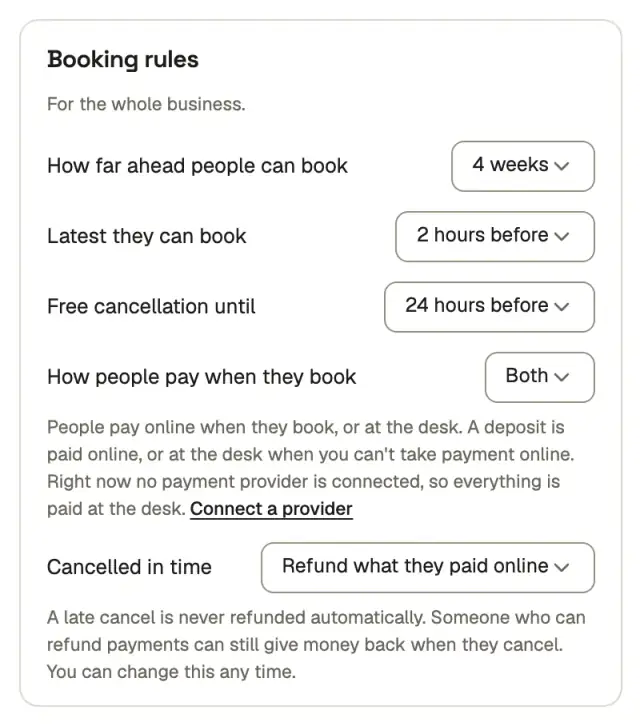 Booking rules
For the whole business.
How far ahead people can book 4 weeks
Latest they can book 2 hours before
Free cancellation until 24 hours before
How people pay when they book Both
People pay online when they book, or at the desk. A deposit is
paid online, or at the desk when you can't take payment online.
Right now no payment provider is connected, so everything is
paid at the desk. Connect a provider
Cancelled in time Refund what they paid online
A late cancel is never refunded automatically. Someone who can
refund payments can still give money back when they cancel.
You can change this any time.